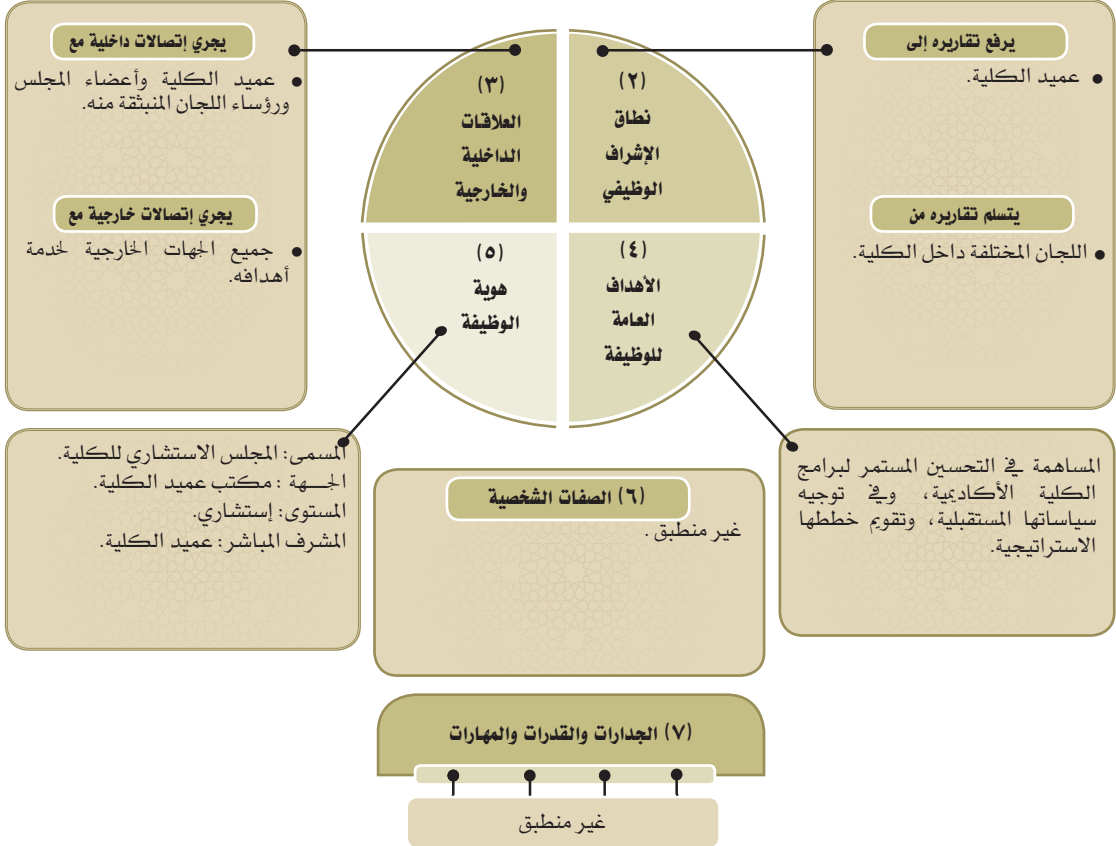 يرفع تقاريره إلى
● عميد الكلية.
يتسلم تقاريره من
● اللجان المختلفة داخل الكلية.
(٢)
نطاق
الإشراف
الوظيفي
(٣)
العلاقات
الداخلية
والخارجية
يجري إتصالات داخلية مع
● عميد الكلية وأعضاء المجلس
ورؤساء اللجان المنبثقة منه.
يجري إتصالات خارجية مع
● جميع الجهات الخارجية لخدمة
أهدافه.
(٤)
الأهداف
العامة
للوظيفة
(٥)
هوية
الوظيفة
المساهمة في التحسين المستمر لبرامج
الكلية الأكاديمية، وفي توجيه
سياساتها المستقبلية، وتقويم خططها
الاستراتيجية.
المسمى: المجلس الاستشاري للكلية.
الجـــهة : مكتب عميد الكلية.
المستوى: إستشاري.
المشرف المباشر: عميد الكلية.
(٦) الصفات الشخصية
غير منطبق .
(٧) الجدارات والقدرات والمهارات
غير منطبق